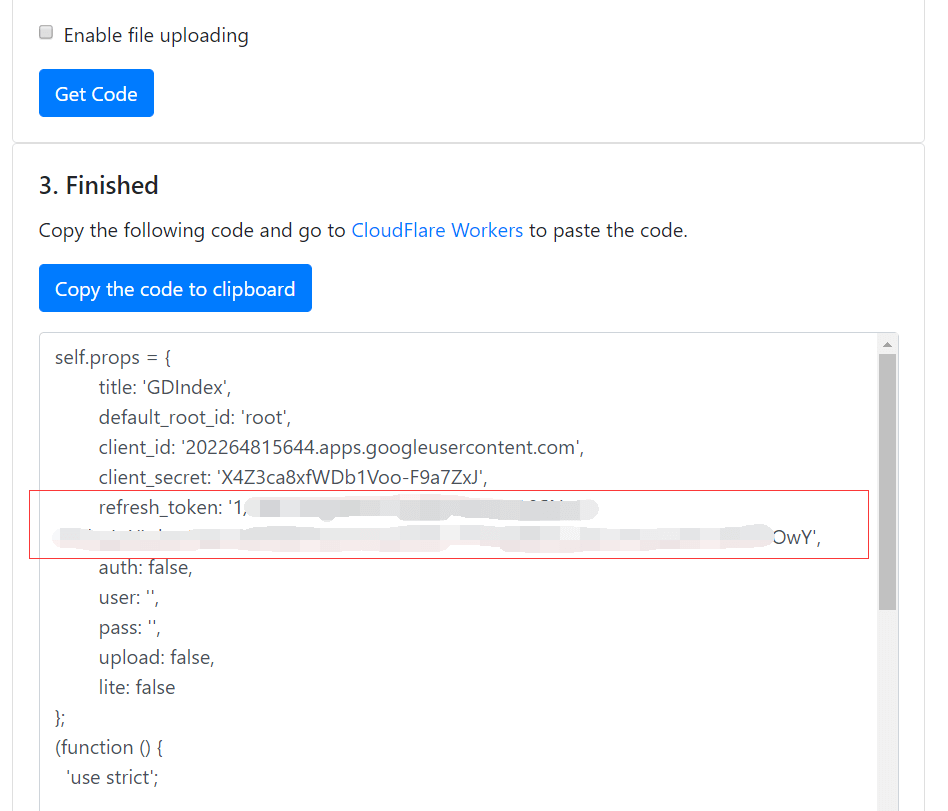 Enable file uploading
Get Code
3. Finished
Copy the following code and go to CloudFlare Workers to paste the code.
Copy the code to clipboard
self.props = {
title: 'GDIndex',
default_root_id: 'root',
client_id: '202264815644.apps.googleusercontent.com',
client_secret: 'X4Z3ca8xfWDb1Voo-F9a7ZxJ',
refresh_token: '1/
OwY',
auth: false,
user: '',
pass: '',
upload: false,
lite: false
};
(function () {
'use strict';